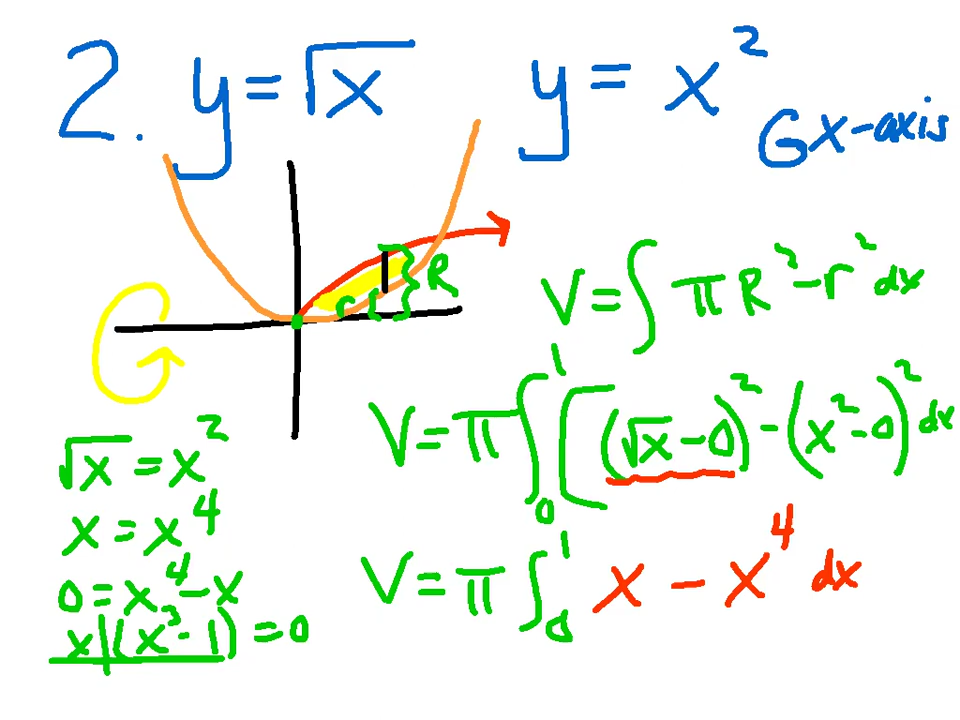 2. y = √x   y = x²
G x-axis
r R
V = ∫ π R² - r² dx
V = π ∫₀¹ [(√x - 0)² - (x² - 0)² dx
V = π ∫₀¹ x - x⁴ dx
√x = x²
x = x⁴
0 = x⁴ - x
x | (x³ - 1) = 0